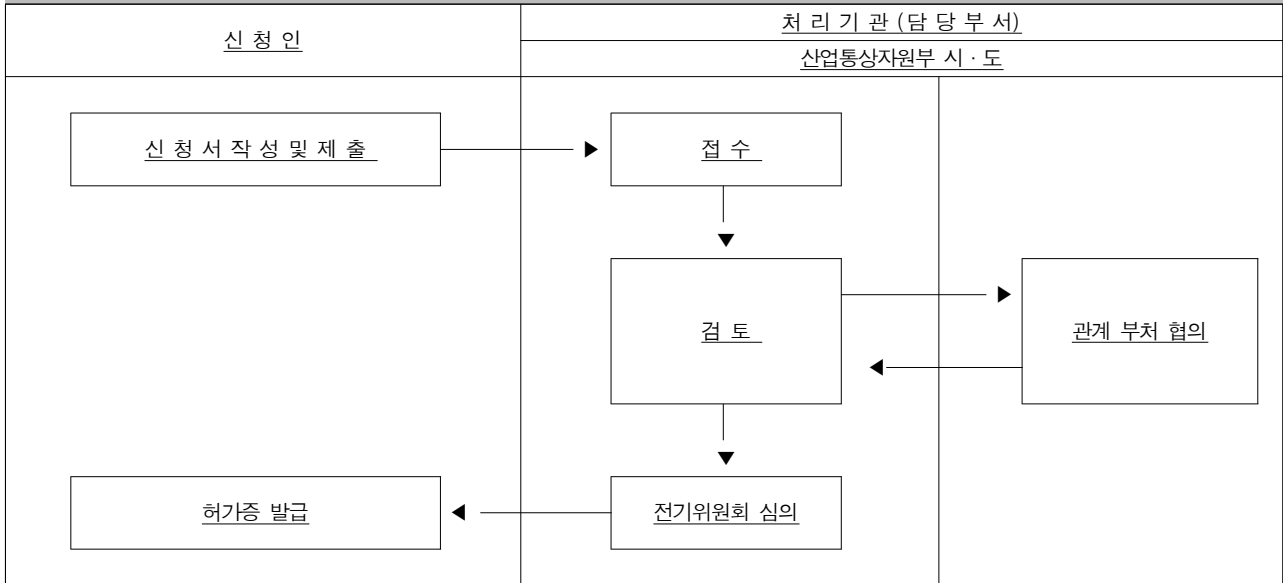 신 청 인
처 리 기 관 (담 당 부 서)
산업통상자원부 시 · 도
신 청 서 작 성 및 제 출
접 수
검 토
관계 부처 협의
허가증 발급
전기위원회 심의